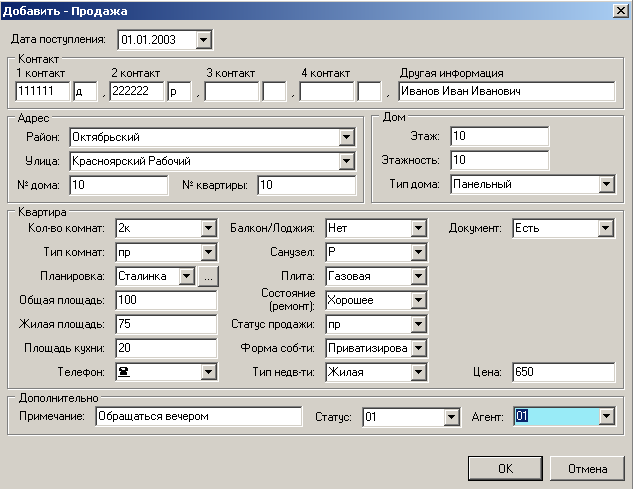 Добавить - Продажа
Дата поступления: 01.01.2003
Контакт
1 контакт 2 контакт 3 контакт 4 контакт Другая информация
111111 д , 222222 р , , , Иванов Иван Иванович
Адрес Дом
Район: Октябрьский Этаж: 10
Улица: Красноярский Рабочий Этажность: 10
№ дома: 10 № квартиры: 10 Тип дома: Панельный
Квартира
Кол-во комнат: 2к Балкон/Лоджия: Нет Документ: Есть
Тип комнат: пр Санузел: Р
Планировка: Сталинка ... Плита: Газовая
Общая площадь: 100 Состояние (ремонт): Хорошее
Жилая площадь: 75 Статус продажи: пр
Площадь кухни: 20 Форма соб-ти: Приватизирова
Телефон: ☎ Тип недв-ти: Жилая Цена: 650
Дополнительно
Примечание: Обращаться вечером Статус: 01 Агент: 01
OK Отмена